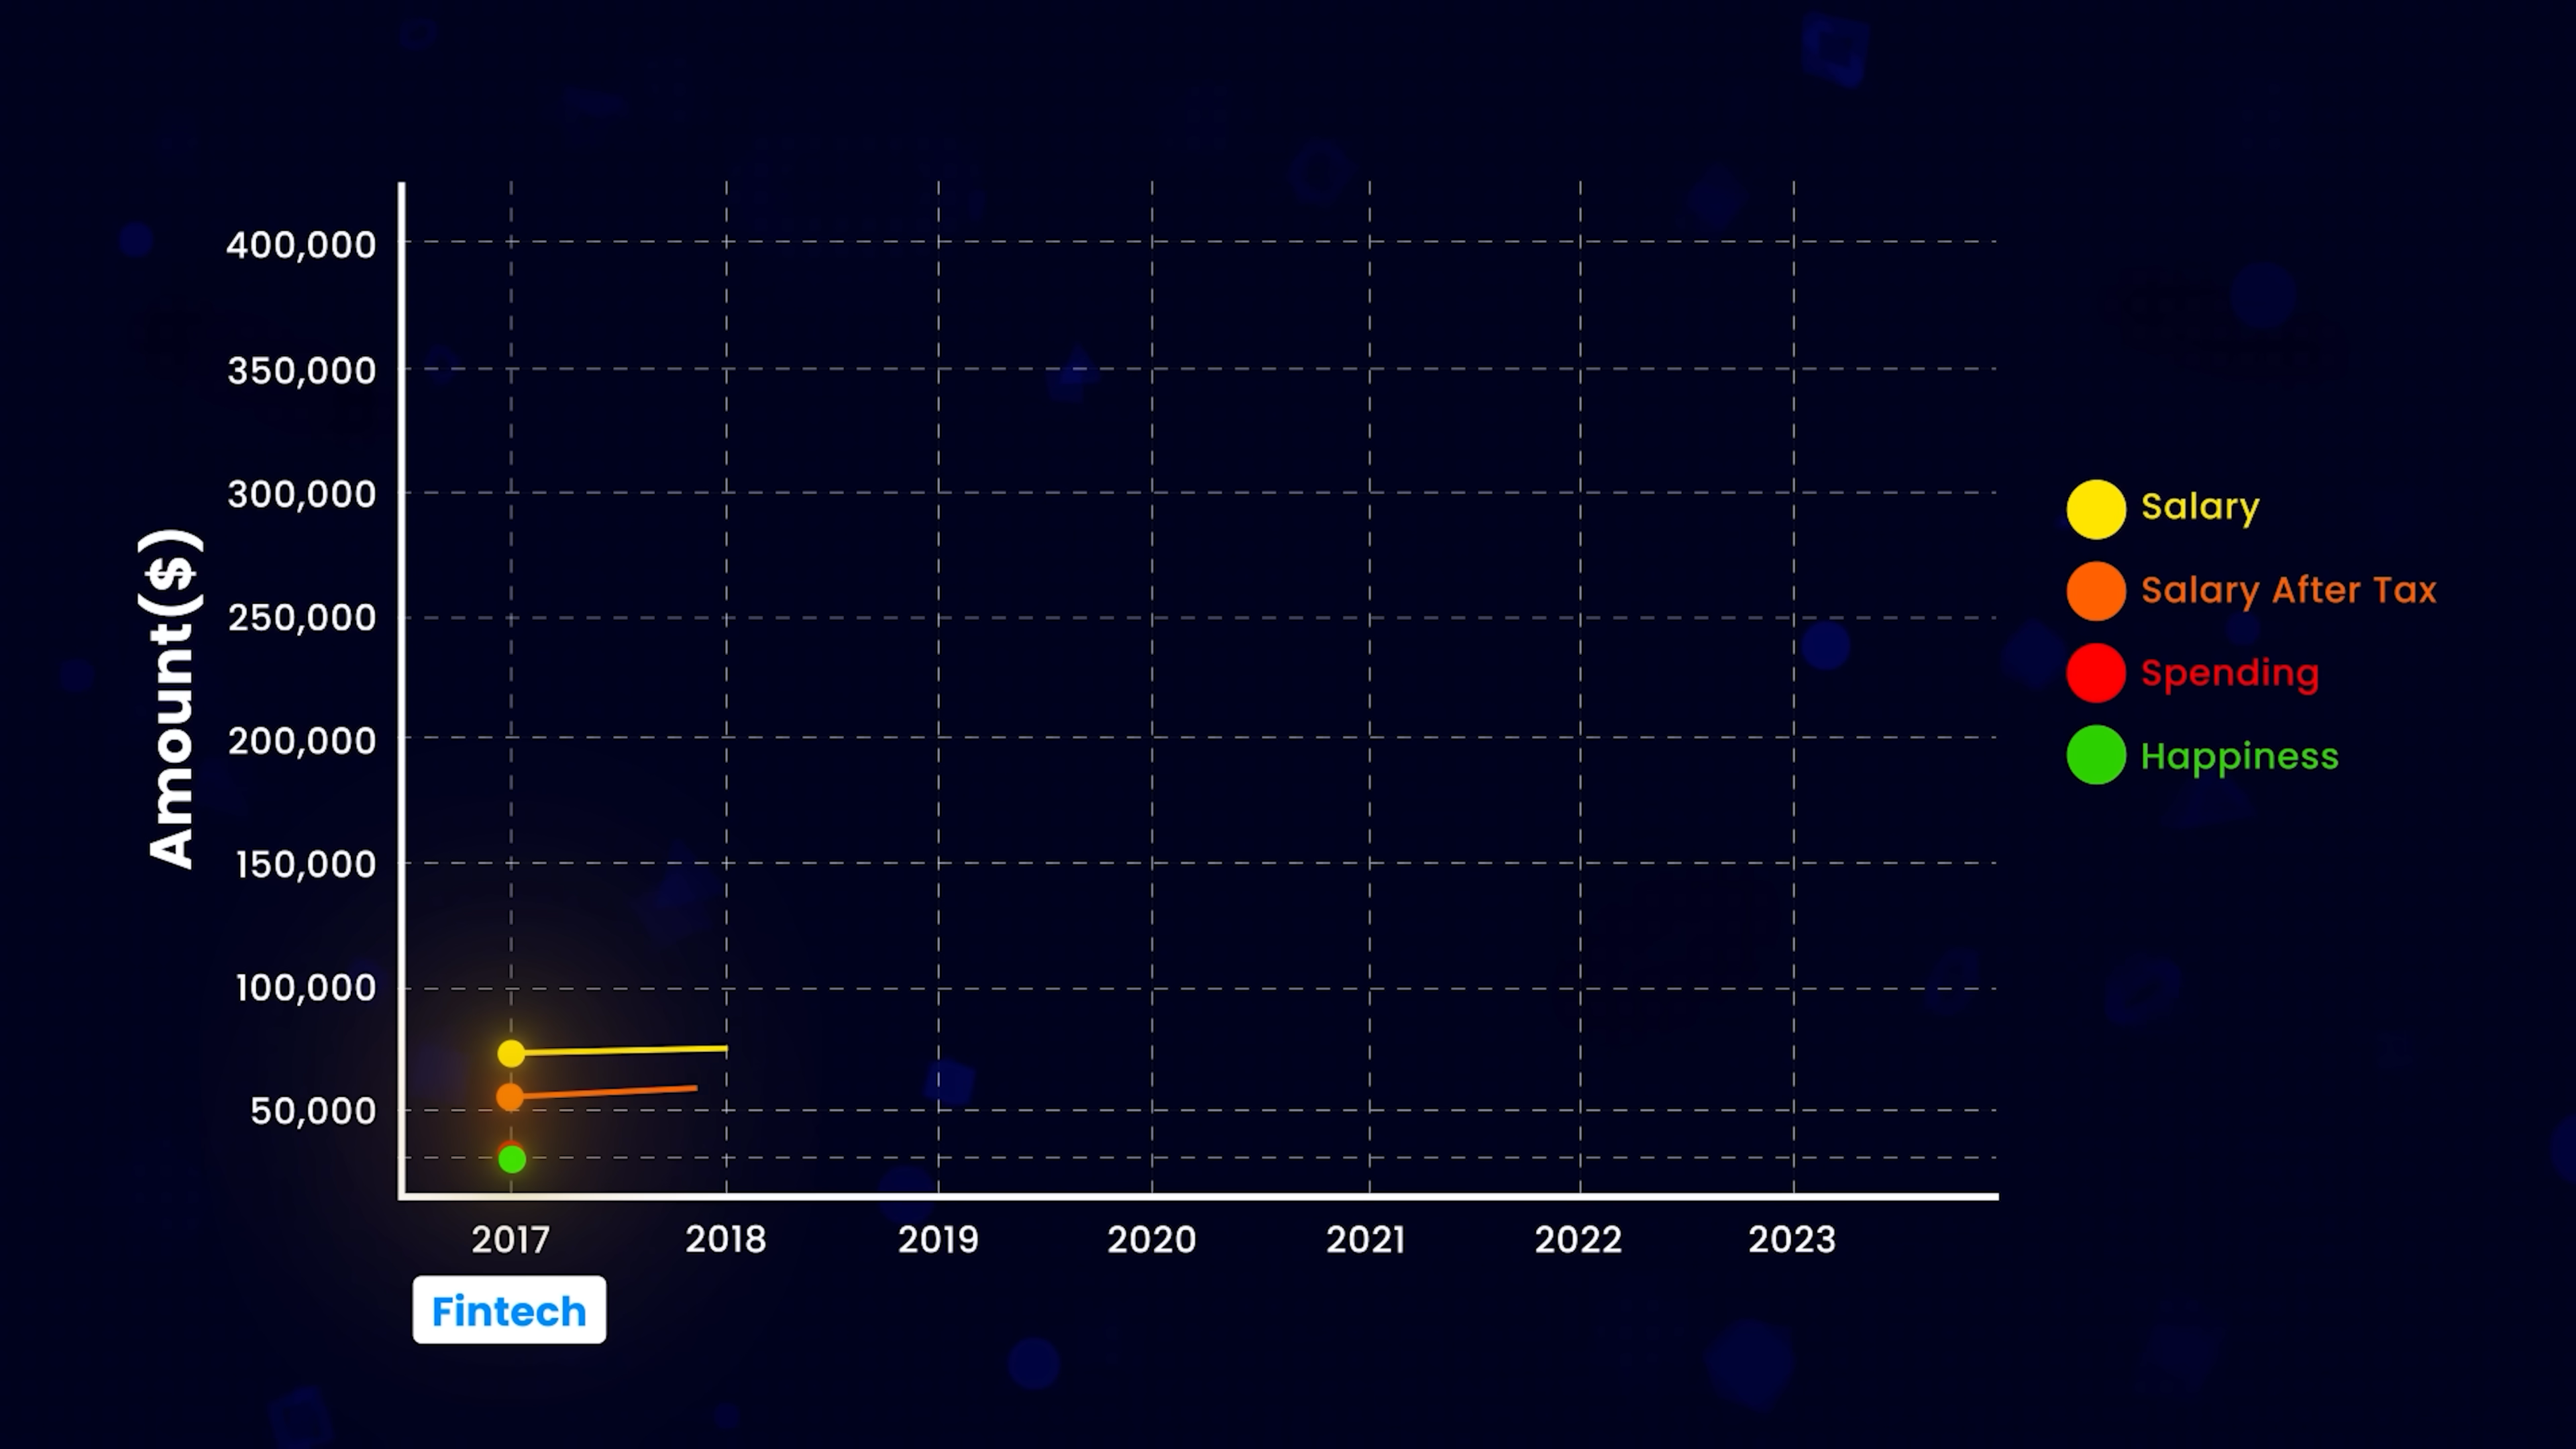 Amount($)
400,000
350,000
300,000
250,000
200,000
150,000
100,000
50,000
2017
2018
2019
2020
2021
2022
2023
Fintech
Salary
Salary After Tax
Spending
Happiness